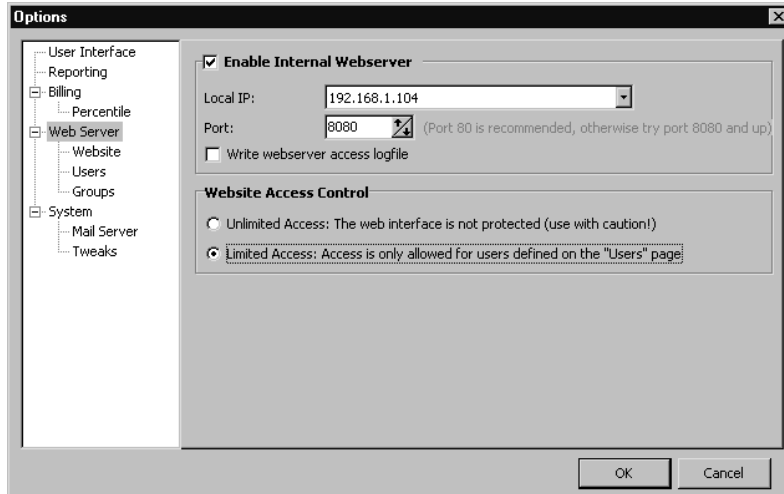 Options
User Interface
Reporting
Billing
Percentile
Web Server
Website
Users
Groups
System
Mail Server
Tweaks
Enable Internal Webserver
Local IP: 192.168.1.104
Port: 8080 (Port 80 is recommended, otherwise try port 8080 and up)
Write webserver access logfile
Website Access Control
Unlimited Access: The web interface is not protected (use with caution!)
Limited Access: Access is only allowed for users defined on the "Users" page
OK Cancel